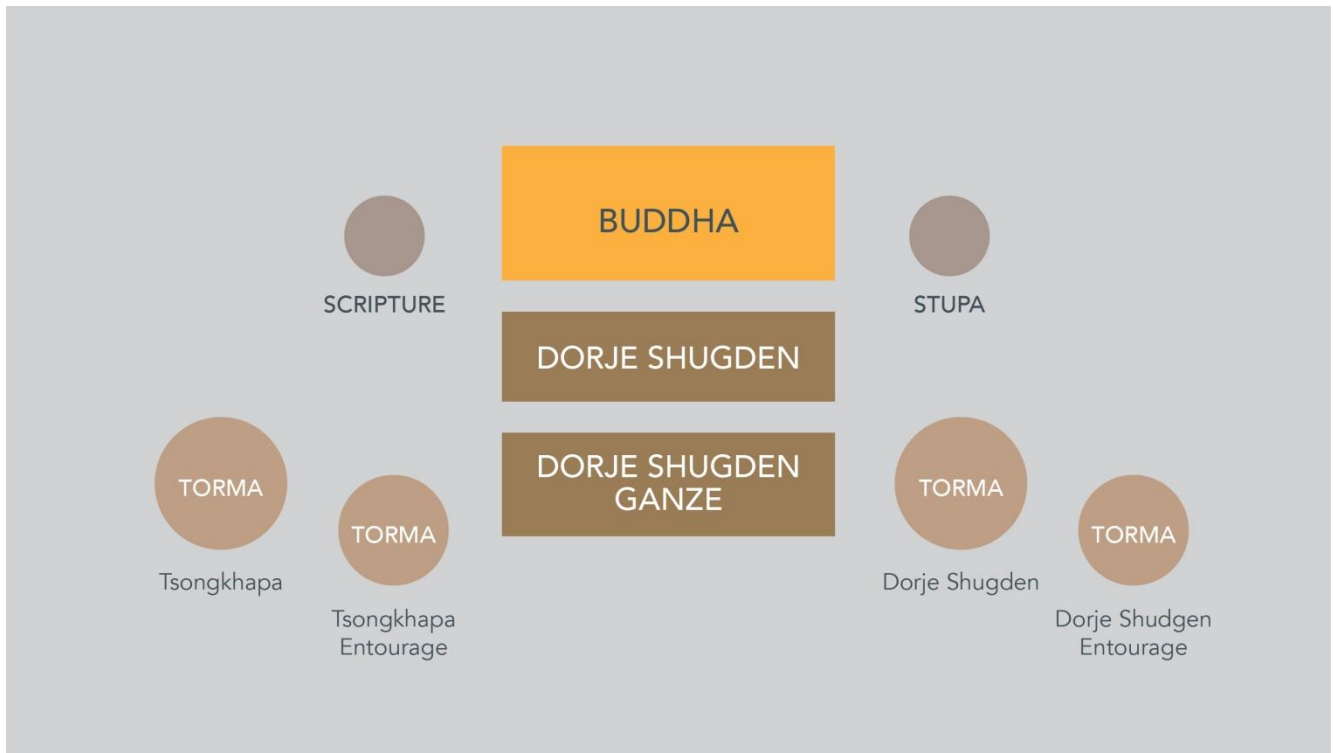 BUDDHA
SCRIPTURE
STUPA
DORJE SHUGDEN
DORJE SHUGDEN
GANZE
TORMA
Tsongkhapa
TORMA
Tsongkhapa
Entourage
TORMA
Dorje Shugden
TORMA
Dorje Shudgen
Entourage